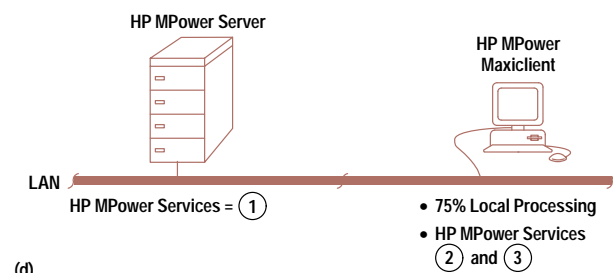 HP MPower Server
HP MPower
Maxiclient
LAN
HP MPower Services = 1
• 75% Local Processing
• HP MPower Services
2 and 3
(d)